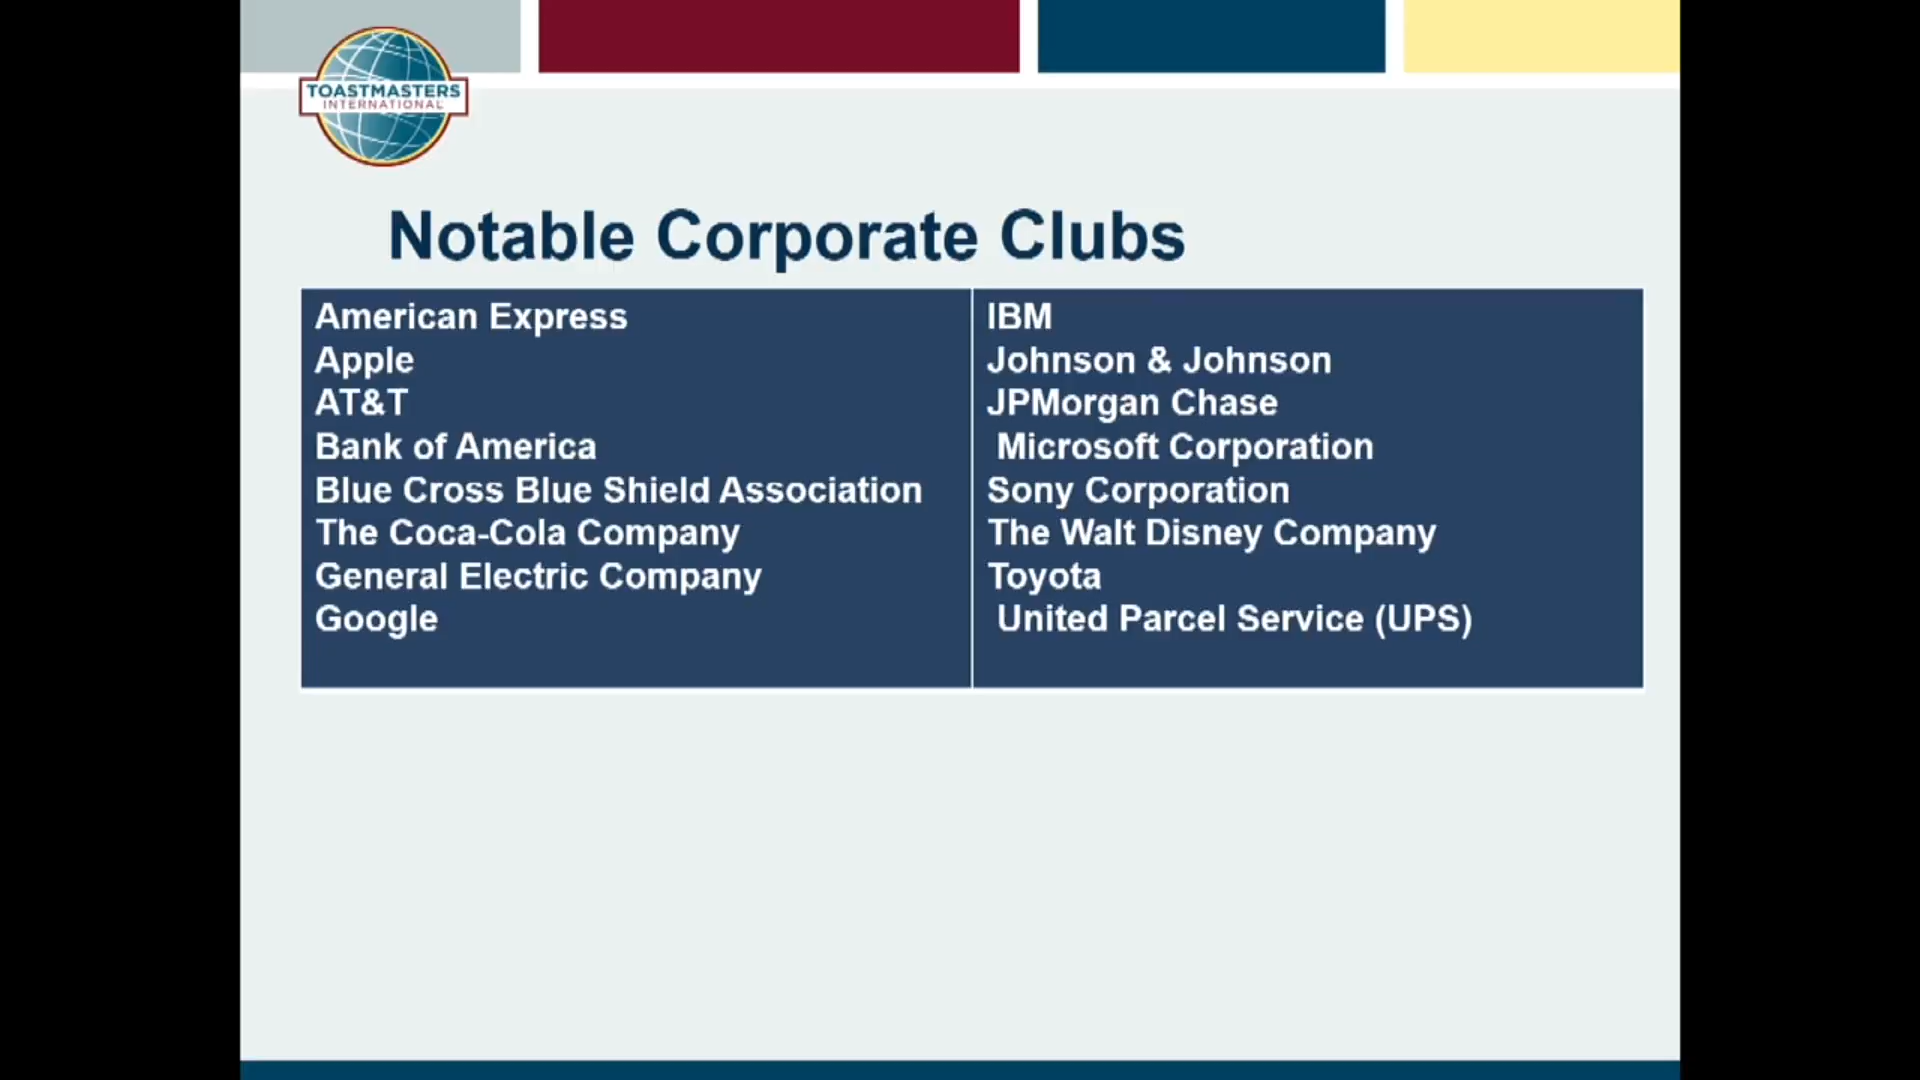 TOASTMASTERS
INTERNATIONAL
Notable Corporate Clubs
American Express
Apple
AT&T
Bank of America
Blue Cross Blue Shield Association
The Coca-Cola Company
General Electric Company
Google
IBM
Johnson & Johnson
JPMorgan Chase
Microsoft Corporation
Sony Corporation
The Walt Disney Company
Toyota
United Parcel Service (UPS)